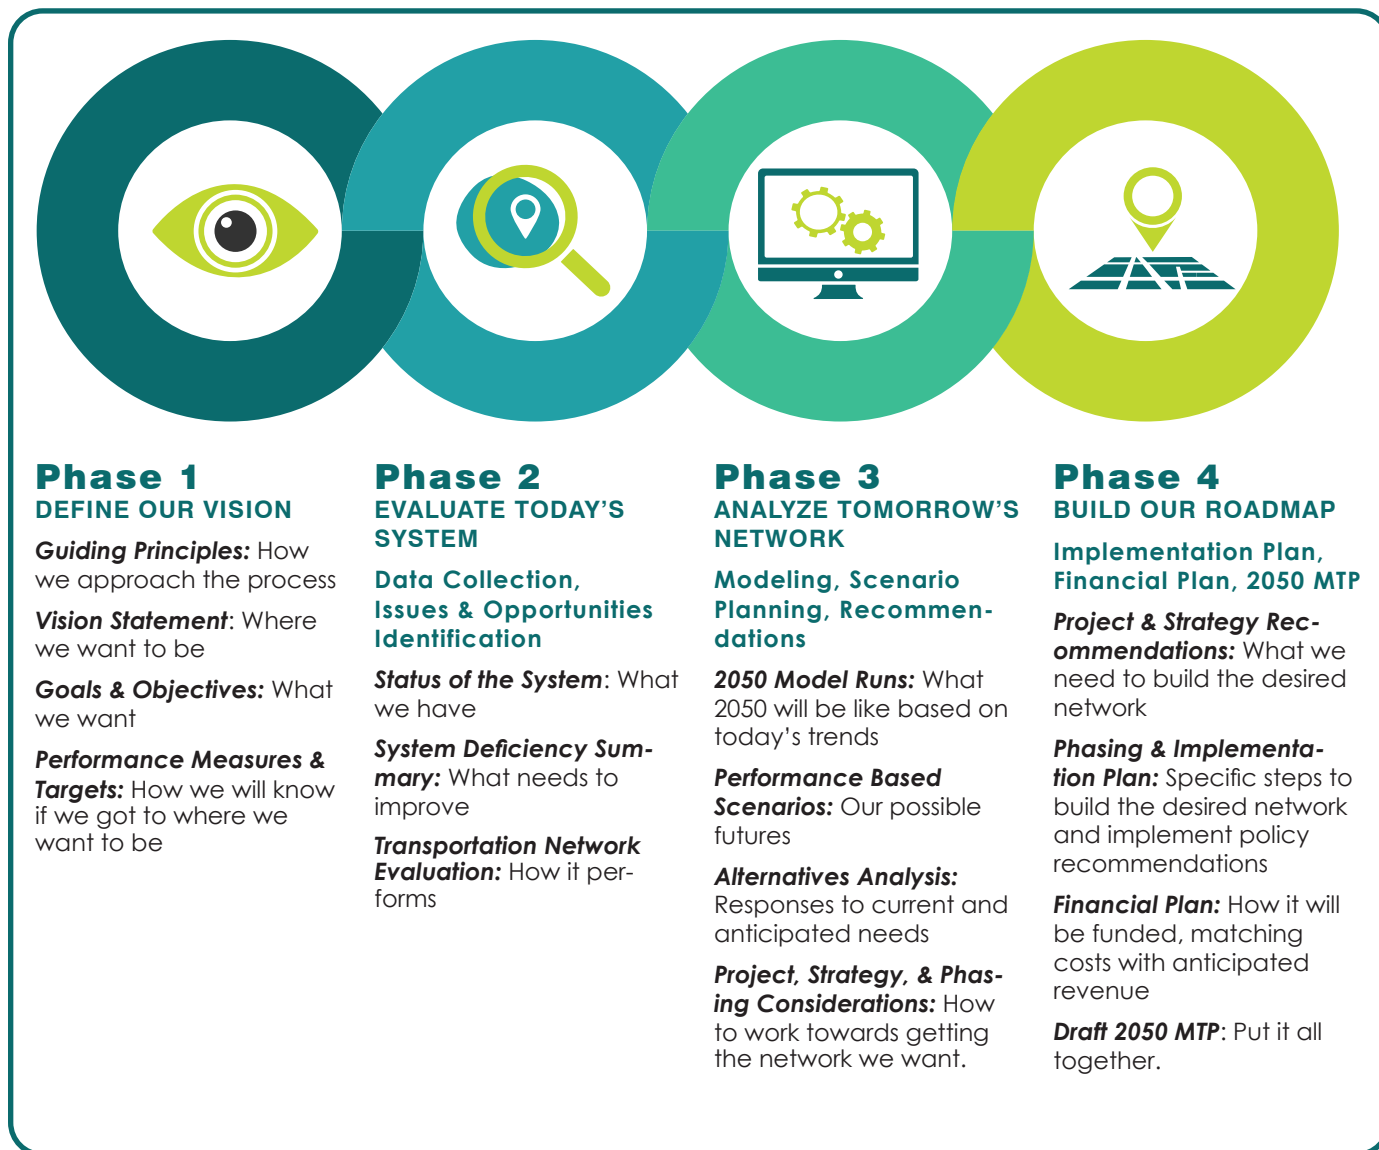 Phase 1
DEFINE OUR VISION
Guiding Principles: How
we approach the process
Vision Statement: Where
we want to be
Goals & Objectives: What
we want
Performance Measures &
Targets: How we will know
if we got to where we
want to be
Phase 2
EVALUATE TODAY’S
SYSTEM
Data Collection,
Issues & Opportunities
Identification
Status of the System: What
we have
System Deficiency Sum-
mary: What needs to
improve
Transportation Network
Evaluation: How it per-
forms
Phase 3
ANALYZE TOMORROW’S
NETWORK
Modeling, Scenario
Planning, Recommen-
dations
2050 Model Runs: What
2050 will be like based on
today’s trends
Performance Based
Scenarios: Our possible
futures
Alternatives Analysis:
Responses to current and
anticipated needs
Project, Strategy, & Phas-
ing Considerations: How
to work towards getting
the network we want.
Phase 4
BUILD OUR ROADMAP
Implementation Plan,
Financial Plan, 2050 MTP
Project & Strategy Rec-
ommendations: What we
need to build the desired
network
Phasing & Implementa-
tion Plan: Specific steps to
build the desired network
and implement policy
recommendations
Financial Plan: How it will
be funded, matching
costs with anticipated
revenue
Draft 2050 MTP: Put it all
together.